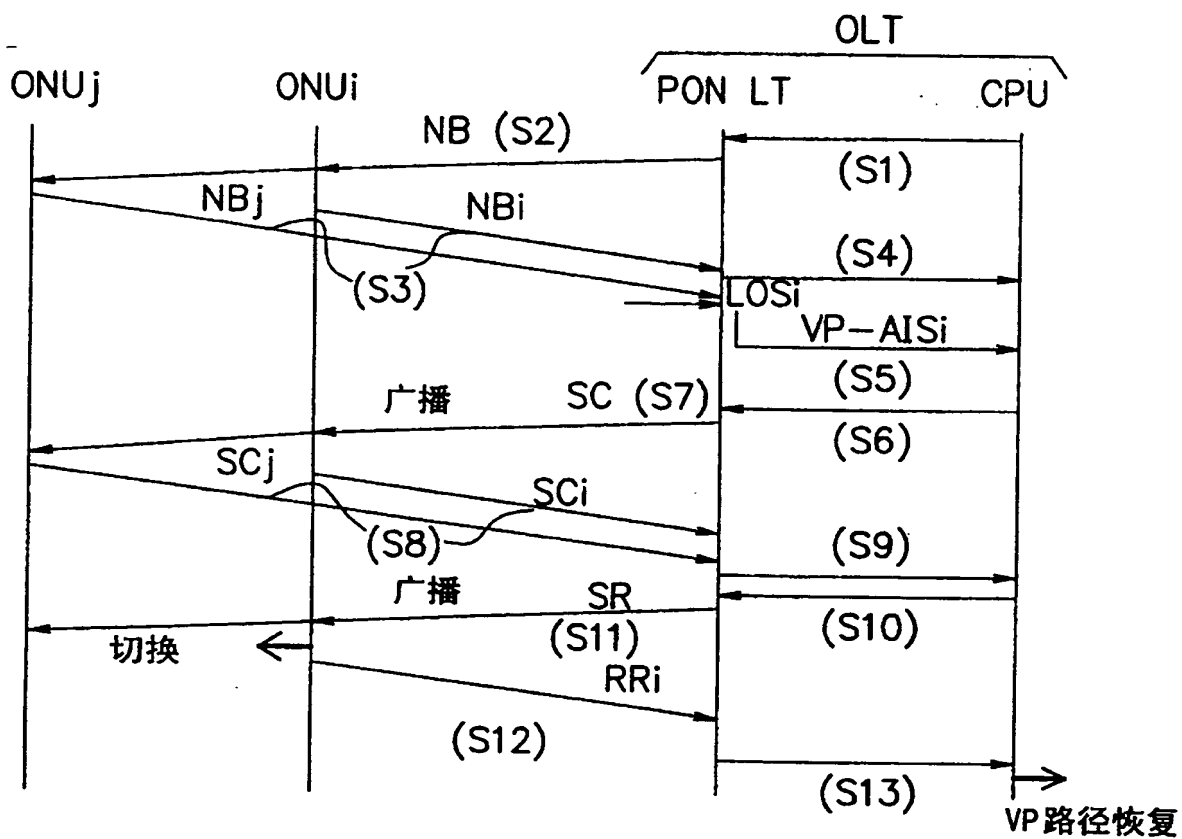 OLT
ONUj ONUi PON LT CPU
NB (S2)
(S1)
NBj NBi
(S4)
(S3)
LOSi
VP-AISi
(S5)
广播 SC (S7)
(S6)
SCj
SCi
(S8) (S9)
广播 SR
(S10)
切换 (S11)
RRi
(S12)
(S13)
VP路径恢复